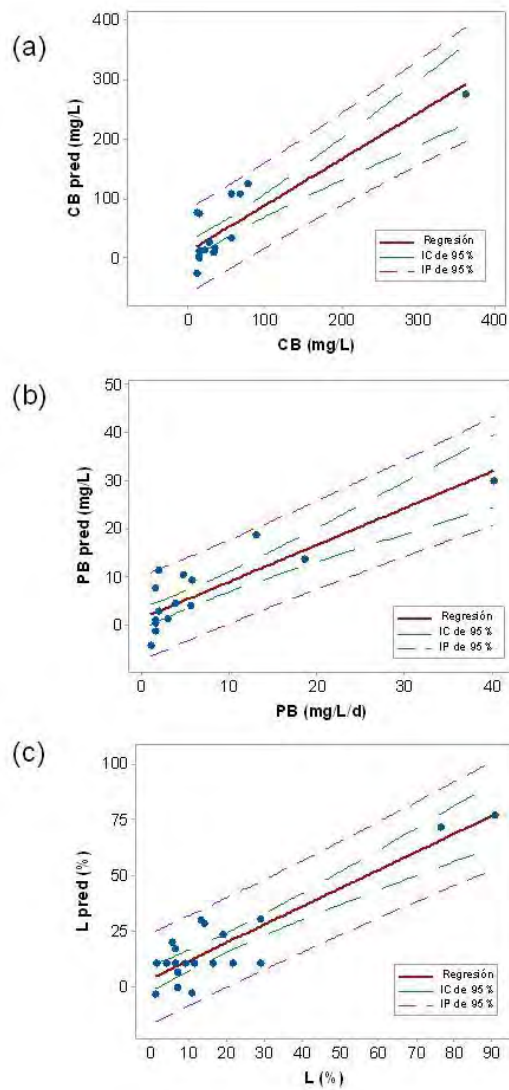 (a)
CB pred (mg/L)
400
300
200
100
0
Regresión
IC de 95%
IP de 95%
0 100 200 300 400
CB (mg/L)
(b)
PB pred (mg/L)
50
40
30
20
10
0
Regresión
IC de 95%
IP de 95%
0 10 20 30 40
PB (mg/L/d)
(c)
L pred (%)
100
75
50
25
0
Regresión
IC de 95%
IP de 95%
0 10 20 30 40 50 60 70 80 90
L (%)